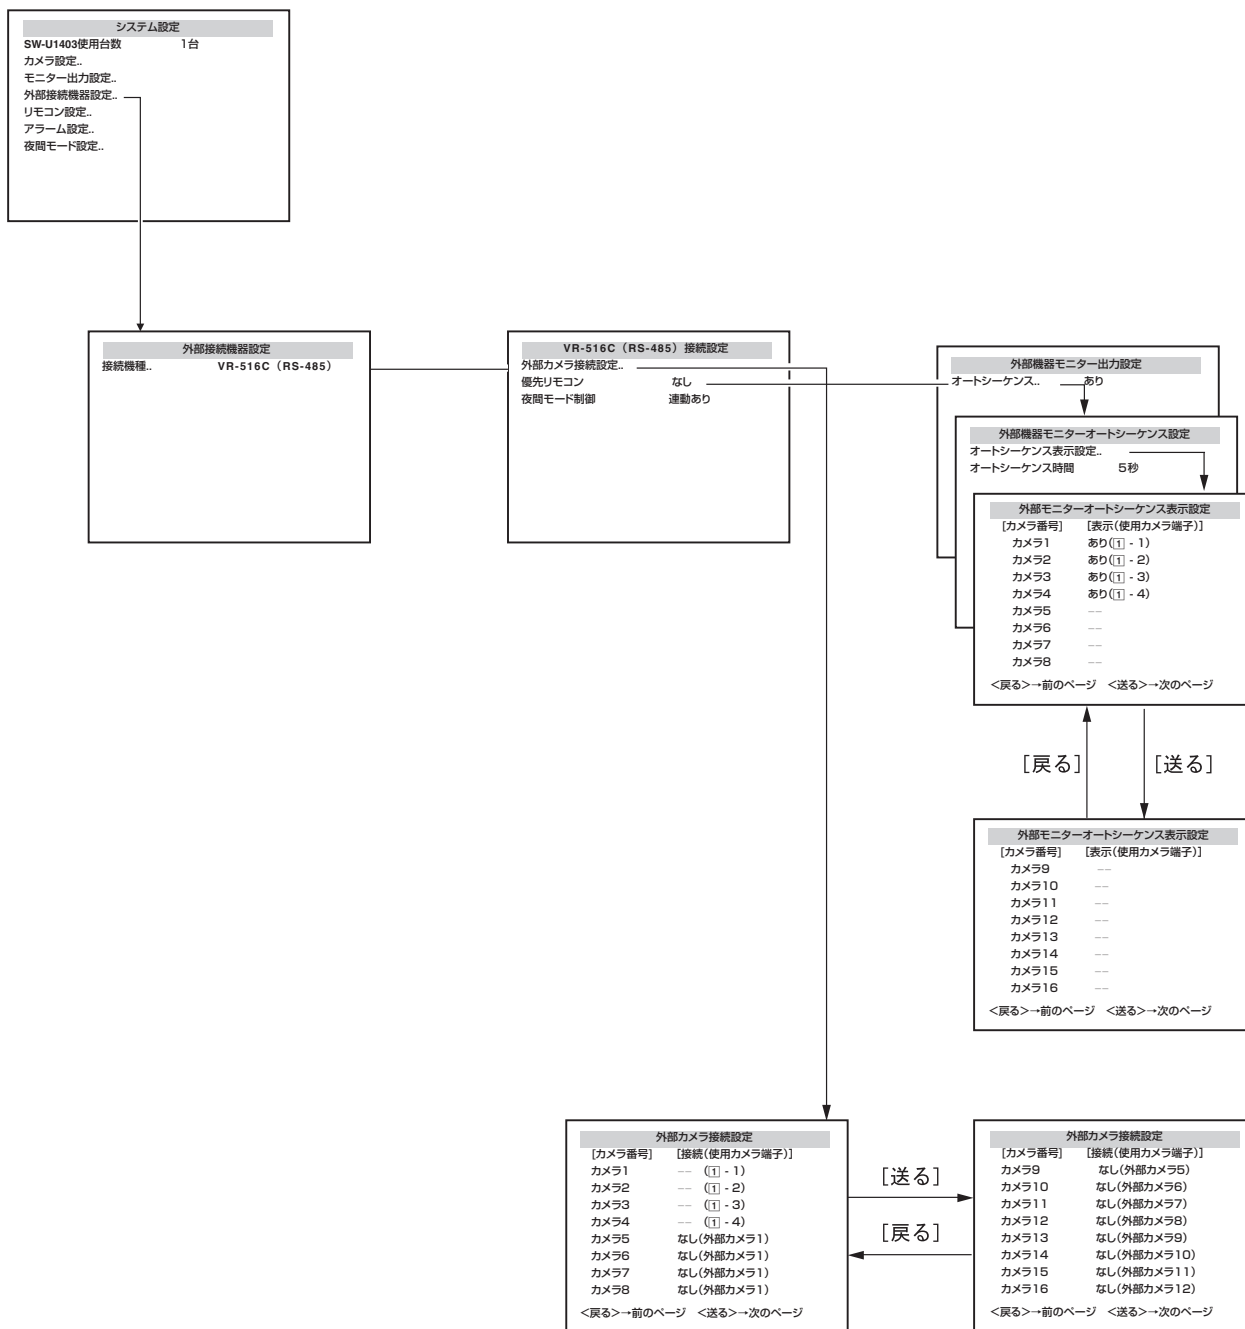 システム設定
SW-U1403使用台数 1台
カメラ設定..
モニター出力設定..
外部接続機器設定..
リモコン設定..
アラーム設定..
夜間モード設定..
外部接続機器設定
接続機種.. VR-516C（RS-485）
VR-516C（RS-485）接続設定
外部カメラ接続設定..
優先リモコン なし
夜間モード制御 連動あり
外部機器モニター出力設定
オートシーケンス.. あり
外部機器モニターオートシーケンス設定
オートシーケンス表示設定..
オートシーケンス時間 5秒
外部モニターオートシーケンス表示設定
[カメラ番号] [表示(使用カメラ端子)]
カメラ1 あり(1 - 1)
カメラ2 あり(1 - 2)
カメラ3 あり(1 - 3)
カメラ4 あり(1 - 4)
カメラ5 −−
カメラ6 −−
カメラ7 −−
カメラ8 −−
<戻る>→前のページ <送る>→次のページ
[戻る] [送る]
外部モニターオートシーケンス表示設定
[カメラ番号] [表示(使用カメラ端子)]
カメラ9 −−
カメラ10 −−
カメラ11 −−
カメラ12 −−
カメラ13 −−
カメラ14 −−
カメラ15 −−
カメラ16 −−
<戻る>→前のページ <送る>→次のページ
外部カメラ接続設定
[カメラ番号] [接続(使用カメラ端子)]
カメラ1 −− (1 - 1)
カメラ2 −− (1 - 2)
カメラ3 −− (1 - 3)
カメラ4 −− (1 - 4)
カメラ5 なし(外部カメラ1)
カメラ6 なし(外部カメラ1)
カメラ7 なし(外部カメラ1)
カメラ8 なし(外部カメラ1)
<戻る>→前のページ <送る>→次のページ
[送る]
[戻る]
外部カメラ接続設定
[カメラ番号] [接続(使用カメラ端子)]
カメラ9 なし(外部カメラ5)
カメラ10 なし(外部カメラ6)
カメラ11 なし(外部カメラ7)
カメラ12 なし(外部カメラ8)
カメラ13 なし(外部カメラ9)
カメラ14 なし(外部カメラ10)
カメラ15 なし(外部カメラ11)
カメラ16 なし(外部カメラ12)
<戻る>→前のページ <送る>→次のページ